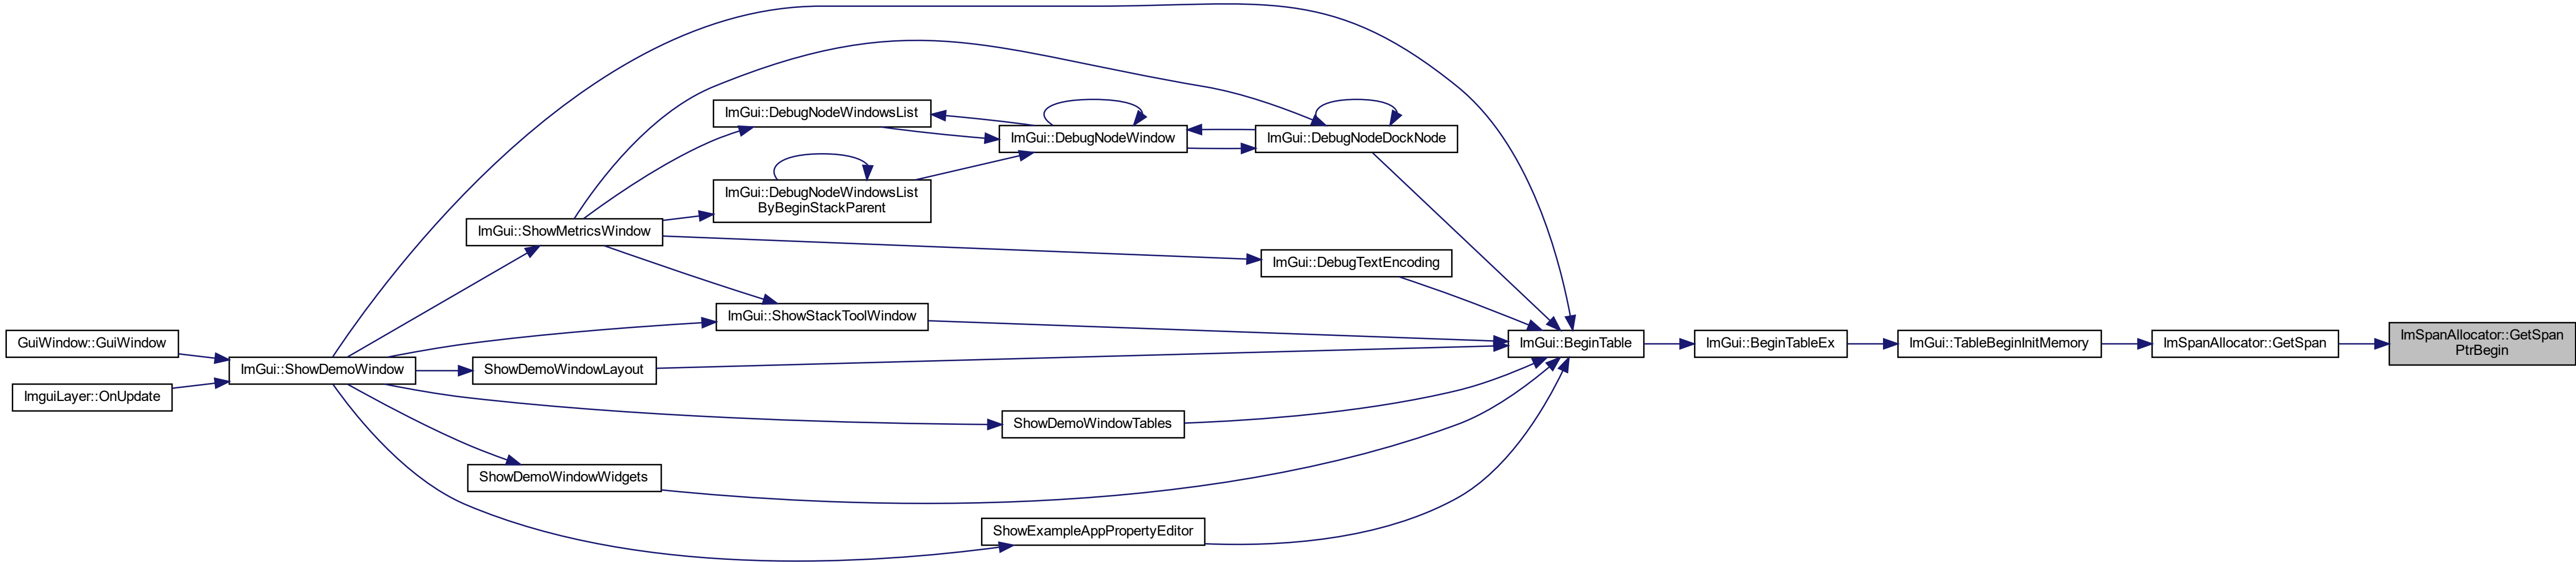 ImGui::DebugNodeWindowsList
ImGui::DebugNodeWindow
ImGui::DebugNodeDockNode
ImGui::DebugNodeWindowsList
ByBeginStackParent
ImGui::ShowMetricsWindow
ImGui::DebugTextEncoding
ImGui::ShowStackToolWindow
GuiWindow::GuiWindow
ImGui::BeginTable
ImGui::BeginTableEx
ImGui::TableBeginInitMemory
ImSpanAllocator::GetSpan
ImSpanAllocator::GetSpan
PtrBegin
ImGui::ShowDemoWindow
ShowDemoWindowLayout
ImguiLayer::OnUpdate
ShowDemoWindowTables
ShowDemoWindowWidgets
ShowExampleAppPropertyEditor